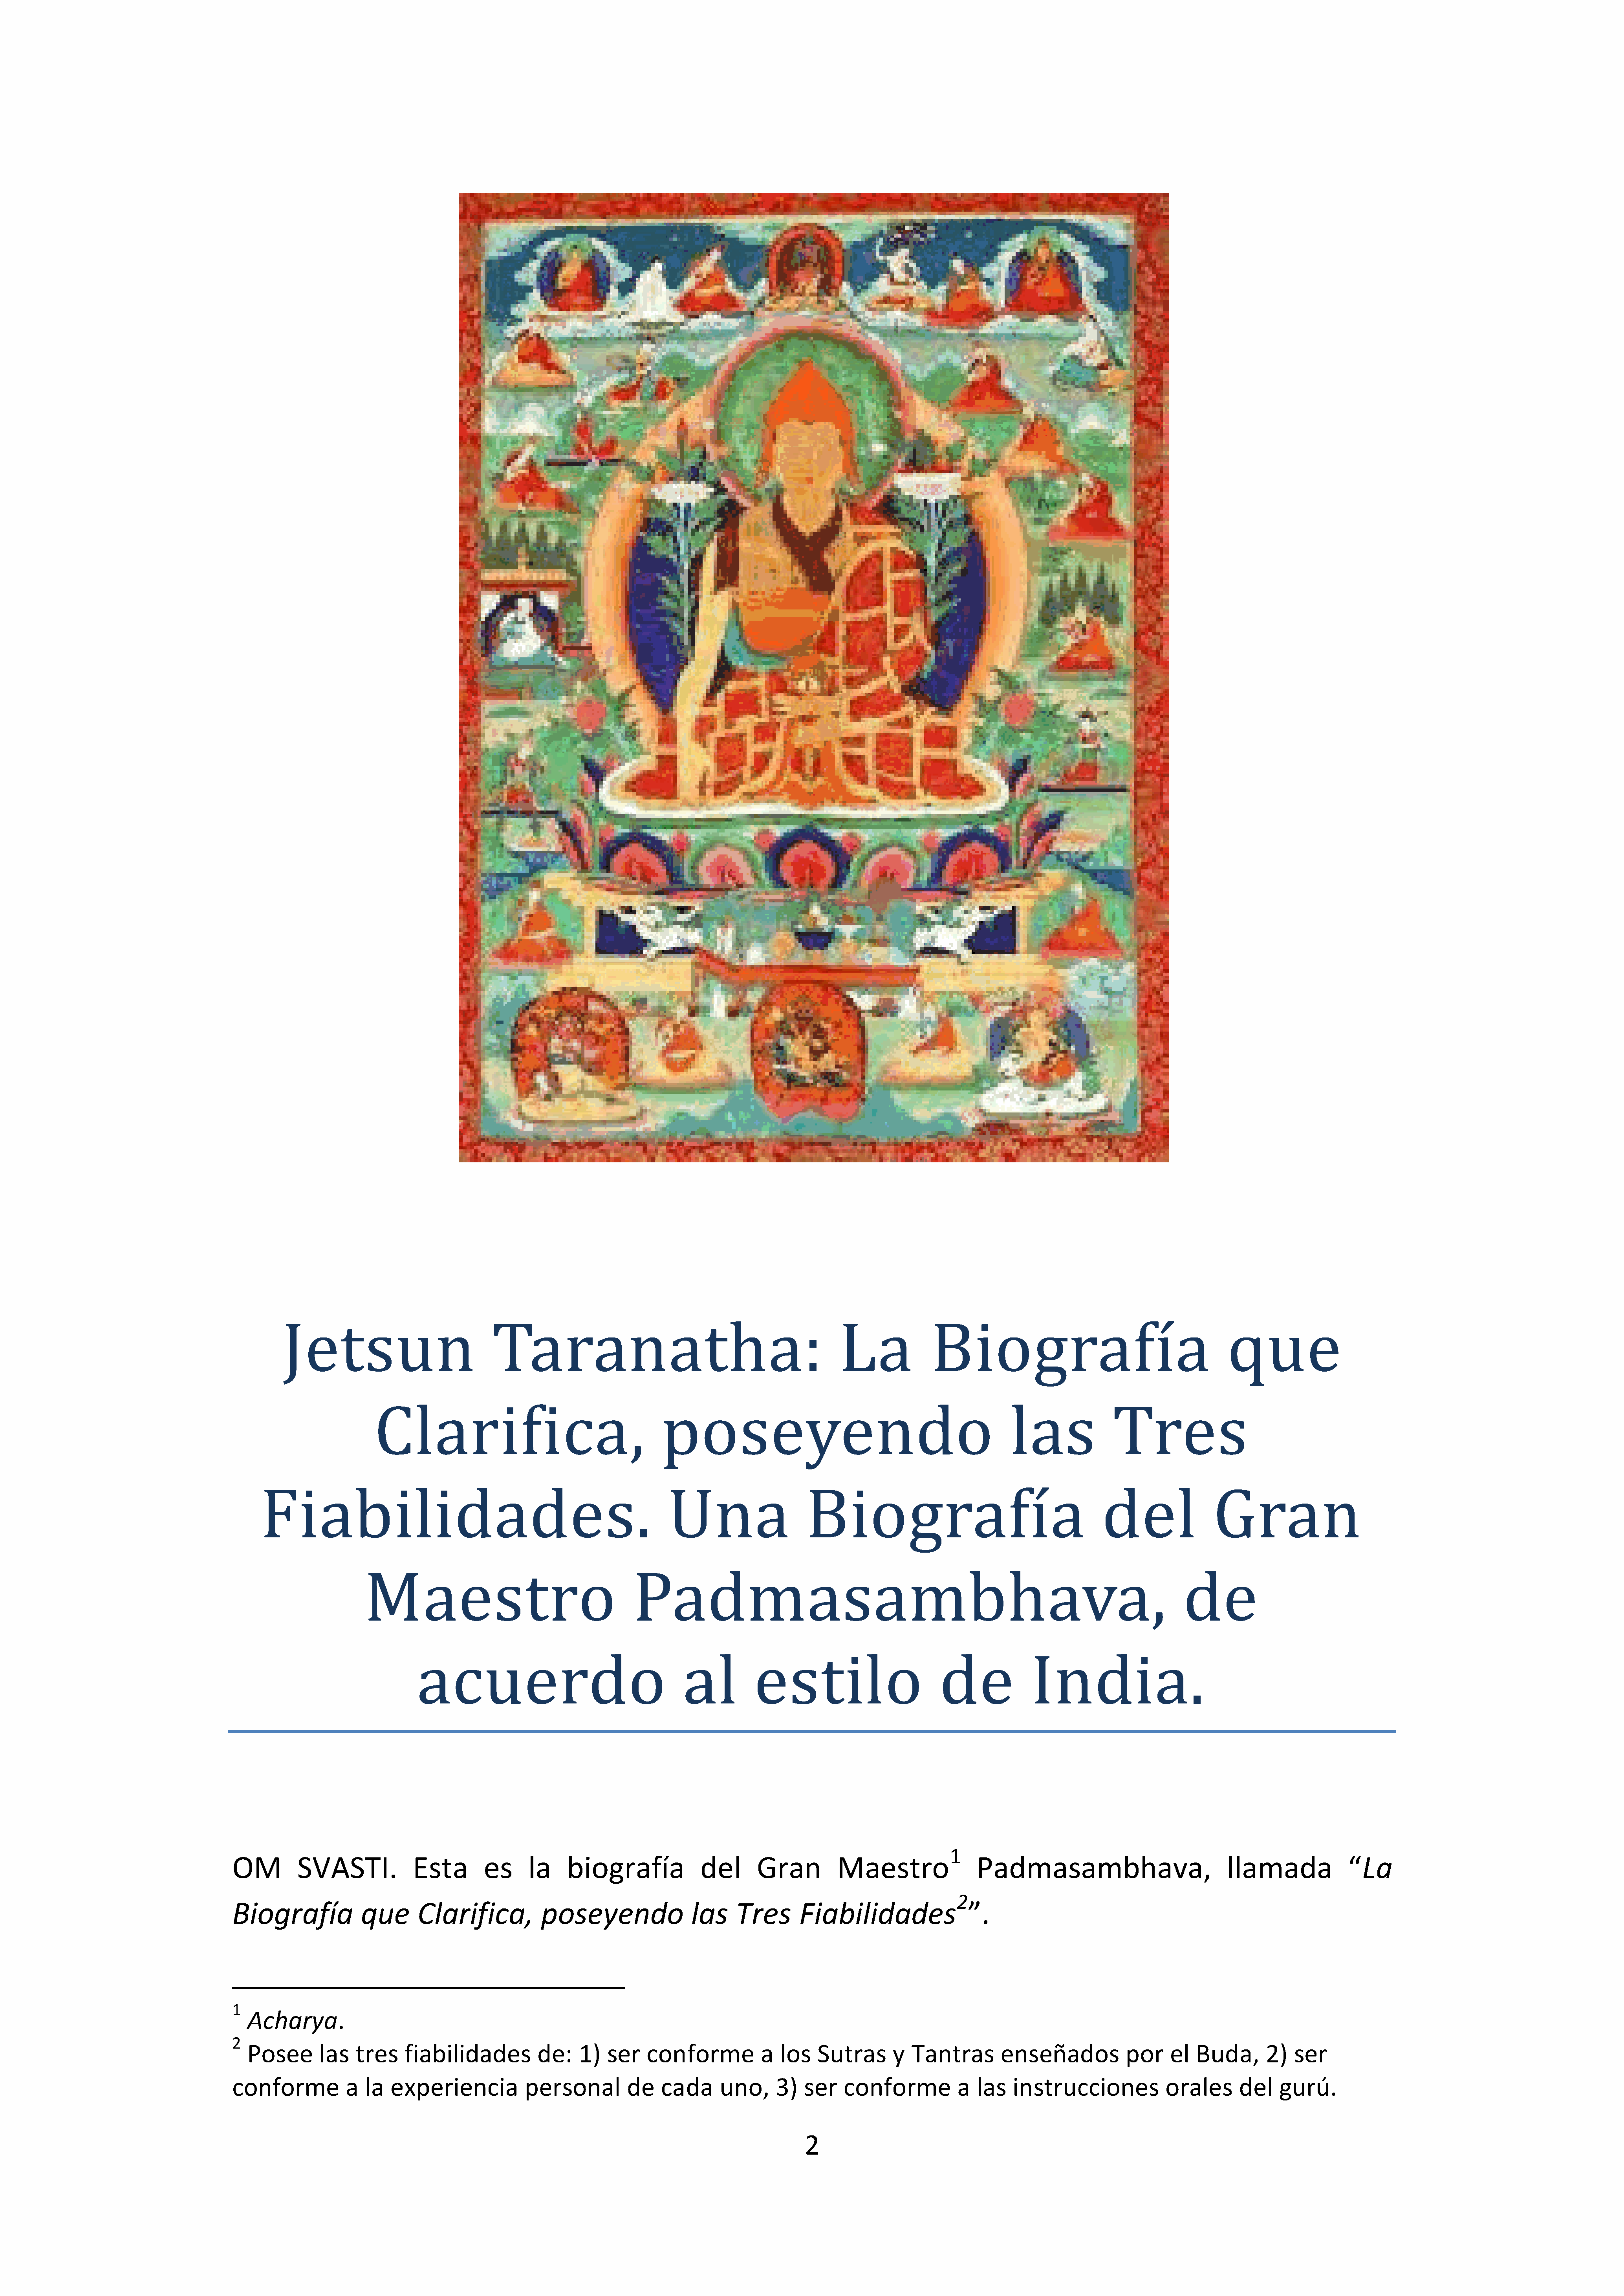 Jetsun Taranatha: La Biografía que
Clarifica, poseyendo las Tres
Fiabilidades. Una Biografía del Gran
Maestro Padmasambhava, de
acuerdo al estilo de India.
OM SVASTI. Esta es la biografía del Gran Maestro¹ Padmasambhava, llamada “La
Biografía que Clarifica, poseyendo las Tres Fiabilidades²”.
¹ Acharya.
² Posee las tres fiabilidades de: 1) ser conforme a los Sutras y Tantras enseñados por el Buda, 2) ser
conforme a la experiencia personal de cada uno, 3) ser conforme a las instrucciones orales del gurú.
2